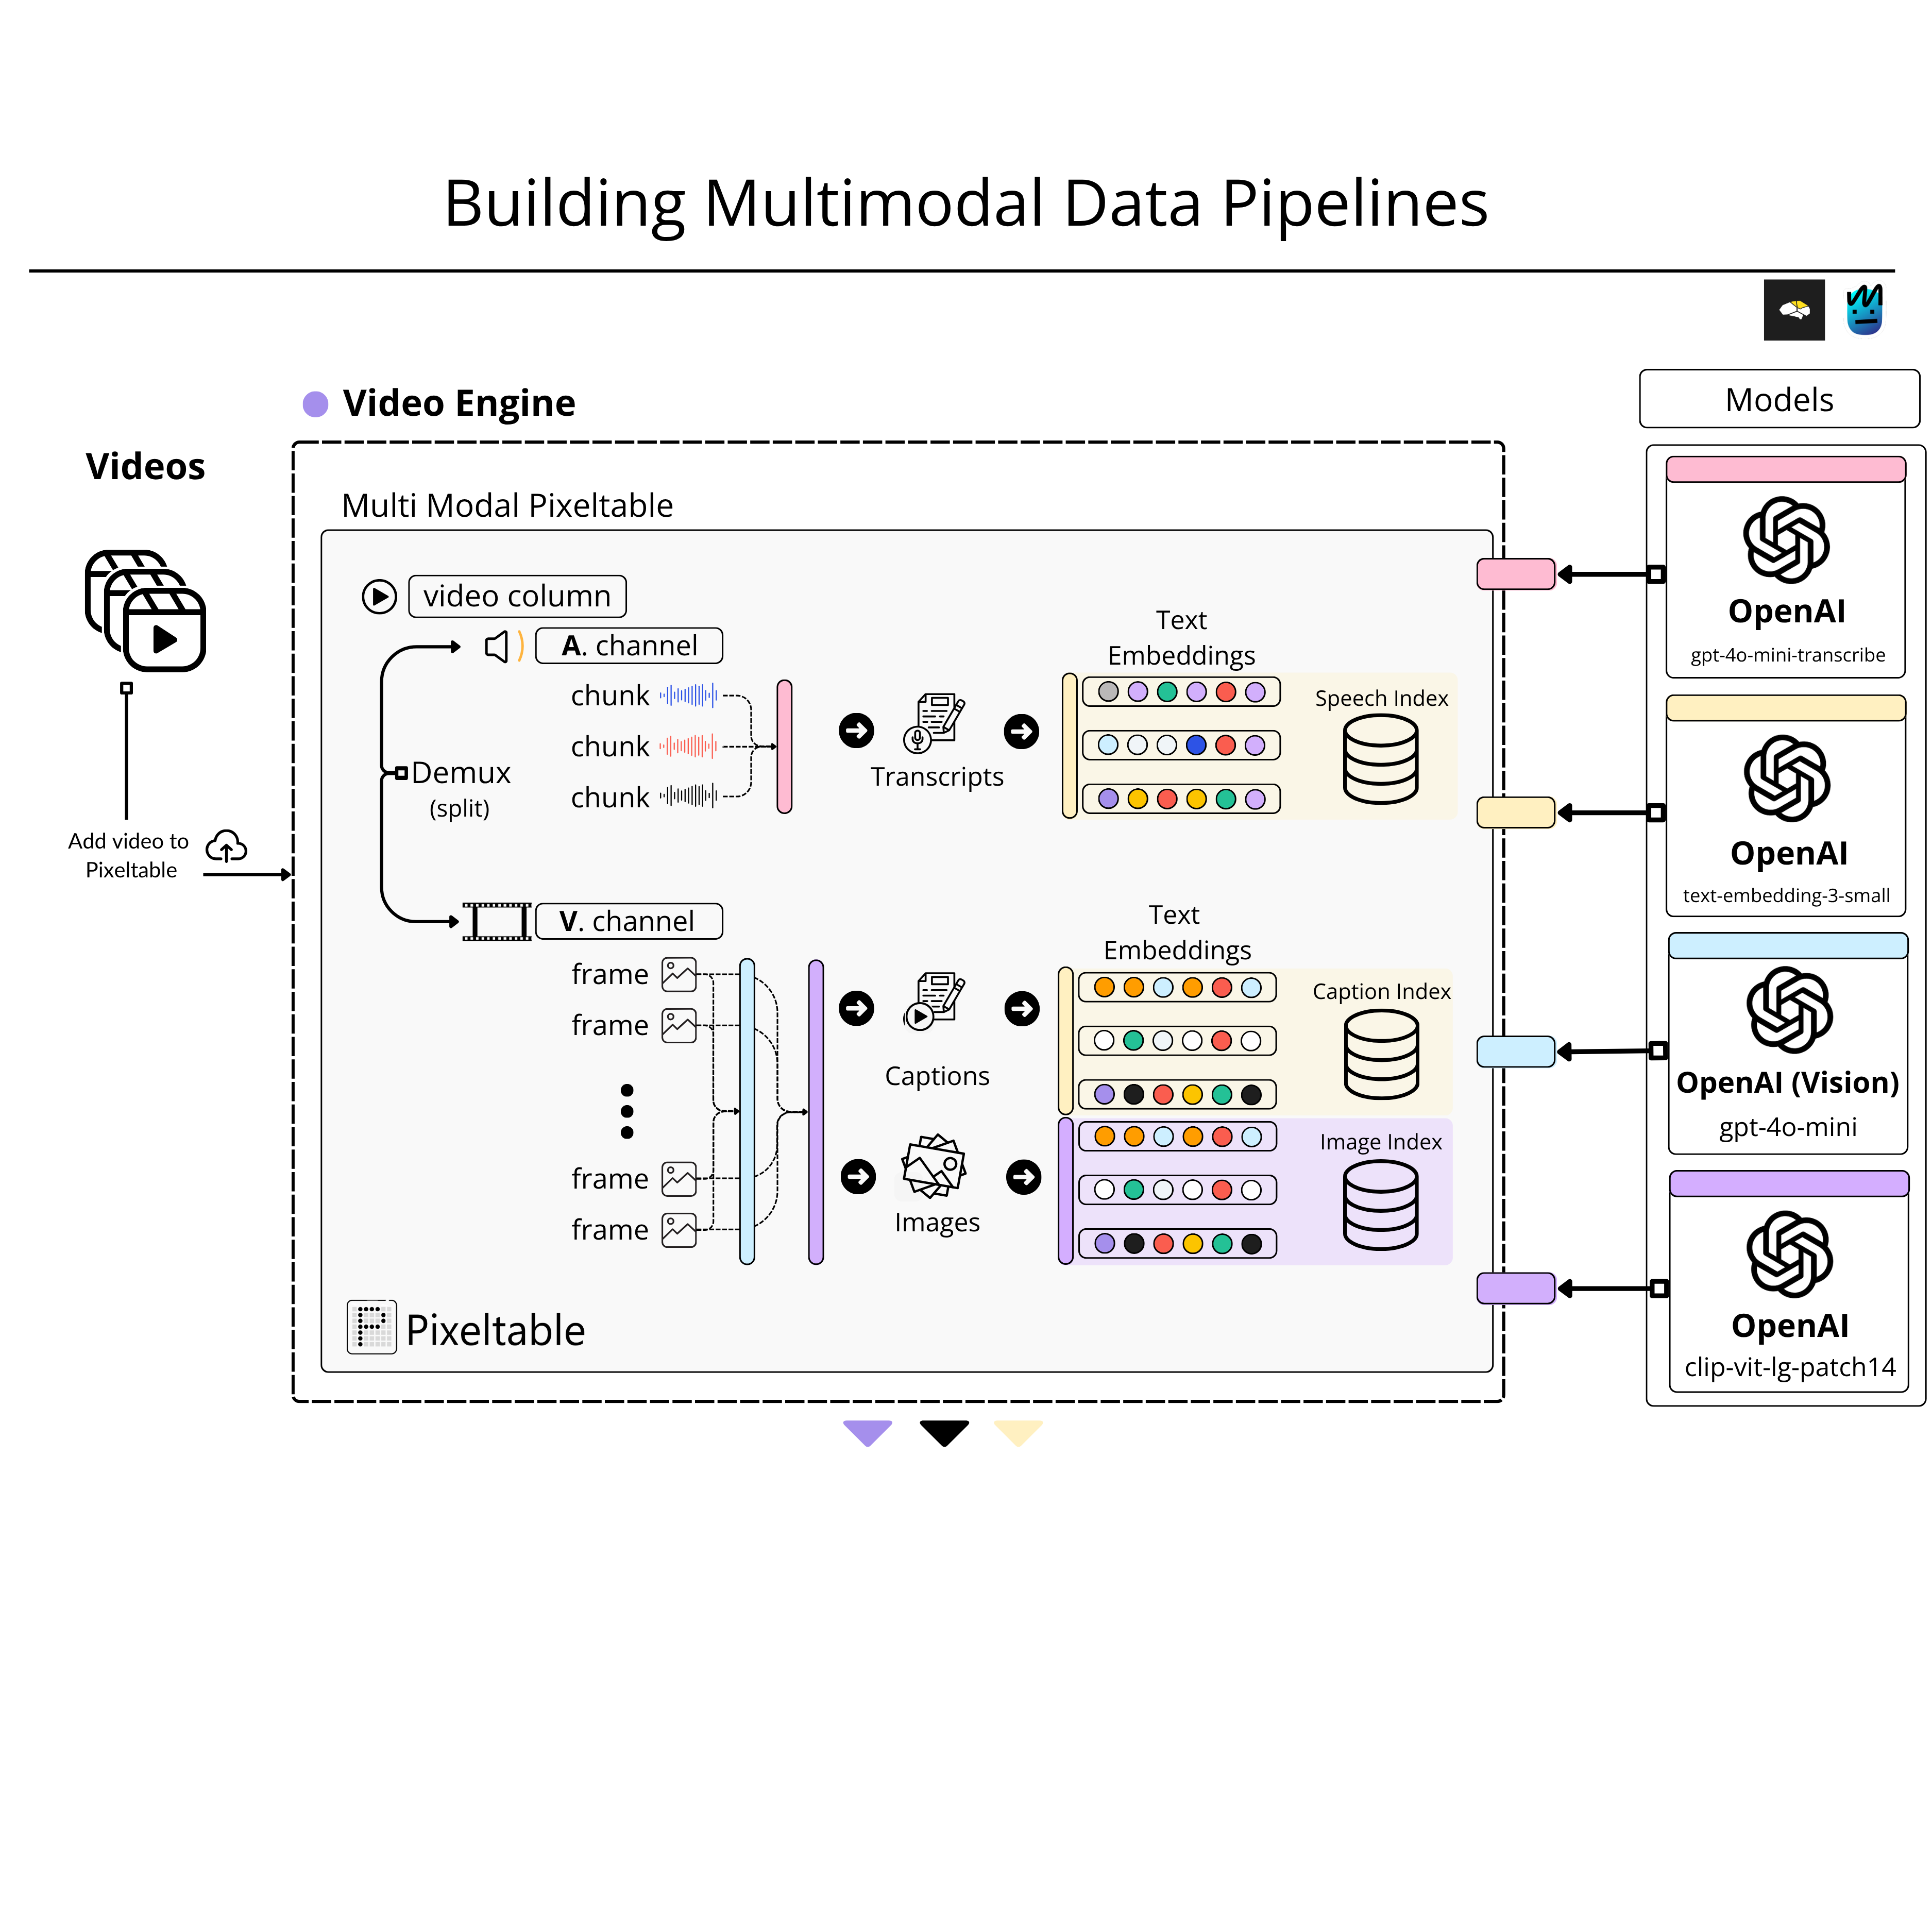 Building Multimodal Data Pipelines
Video Engine
Models
Videos
Add video to
Pixeltable
Multi Modal Pixeltable
video column
A. channel
chunk
chunk
chunk
Demux
(split)
Transcripts
Text
Embeddings
Speech Index
V. channel
frame
frame
frame
frame
Captions
Images
Text
Embeddings
Caption Index
Image Index
P
Pixeltable
OpenAI
gpt-4o-mini-transcribe
OpenAI
text-embedding-3-small
OpenAI (Vision)
gpt-4o-mini
OpenAI
clip-vit-lg-patch14